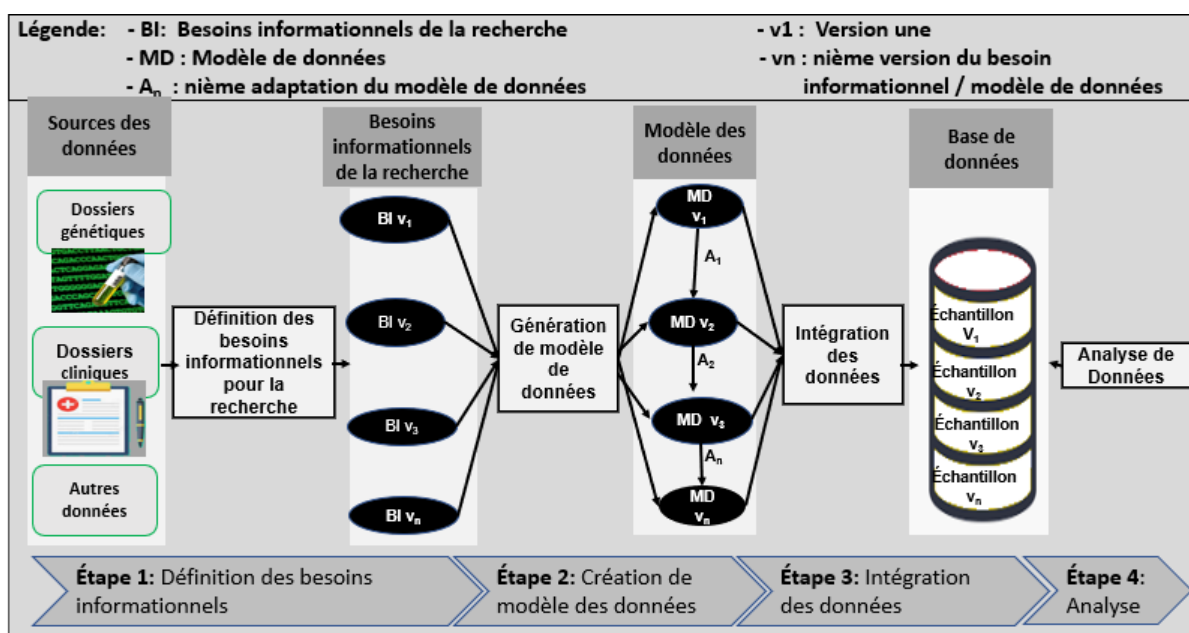 Légende: - BI: Besoins informationnels de la recherche
- MD : Modèle de données
- An : nième adaptation du modèle de données
- v1 : Version une
- vn : nième version du besoin
informationnel / modèle de données
Sources des
données
Besoins
informationnels
de la recherche
Modèle des
données
Base de
données
Dossiers
génétiques
Dossiers
cliniques
Autres
données
Définition des
besoins
informationnels
pour la
recherche
BI v1
BI v2
BI v3
BI vn
Génération
de modèle
de
données
MD
v1
A1
MD v2
A2
MD v3
An
MD
vn
Intégration
des
données
Échantillon
V1
Échantillon
v2
Échantillon
v3
Échantillon
vn
Analyse de
Données
Étape 1: Définition des besoins
informationnels
Étape 2: Création de
modèle des données
Étape 3: Intégration
des données
Étape 4:
Analyse